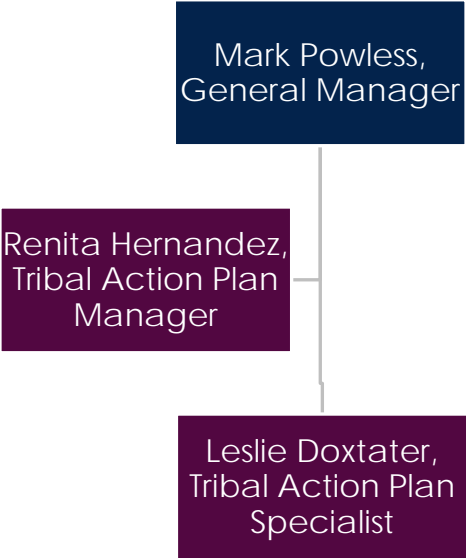 Mark Powless,
General Manager
Renita Hernandez,
Tribal Action Plan
Manager
Leslie Doxtater,
Tribal Action Plan
Specialist